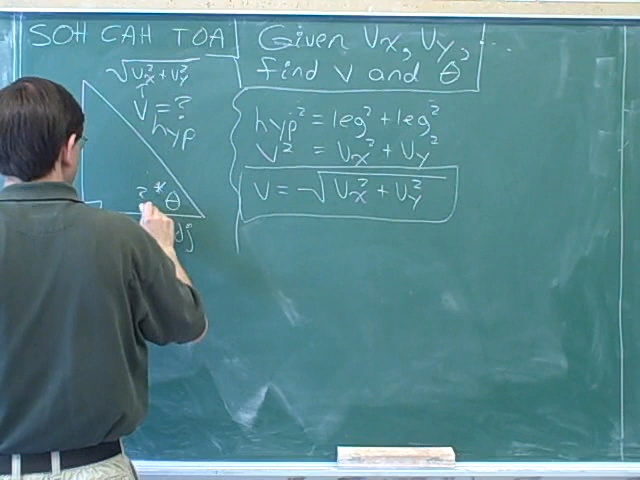 SOH CAH TOA
Given Vx, Vy, ...
find v and θ
√Vx² + Vy²
V = ?
hyp
? θ
dj
hyp² = leg² + leg²
V² = Vx² + Vy²
V = √Vx² + Vy²